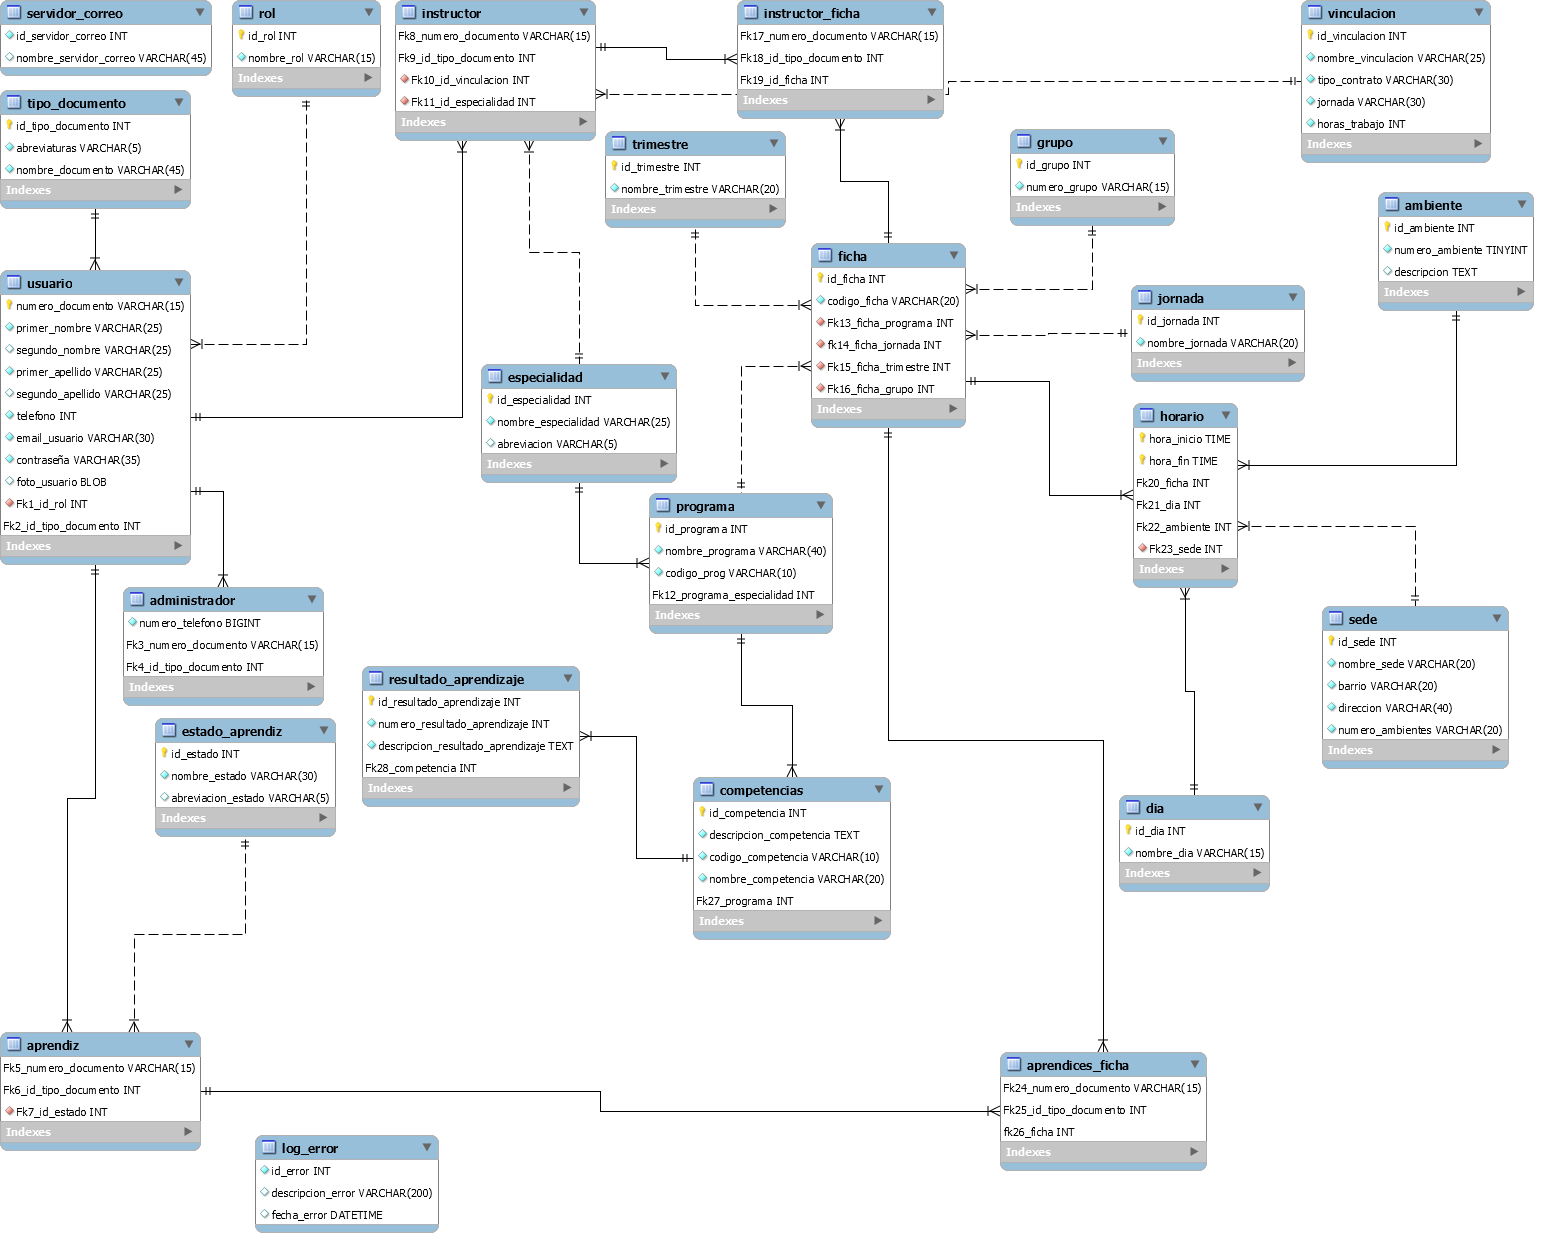 servidor_correo
id_servidor_correo INT
nombre_servidor_correo VARCHAR(45)
rol
id_rol INT
nombre_rol VARCHAR(15)
Indexes
instructor
Fk8_numero_documento VARCHAR(15)
Fk9_id_tipo_documento INT
Fk10_id_vinculacion INT
Fk11_id_especialidad INT
Indexes
instructor_ficha
Fk17_numero_documento VARCHAR(15)
Fk18_id_tipo_documento INT
Fk19_id_ficha INT
Indexes
vinculacion
id_vinculacion INT
nombre_vinculacion VARCHAR(25)
tipo_contrato VARCHAR(30)
jornada VARCHAR(30)
horas_trabajo INT
Indexes
tipo_documento
id_tipo_documento INT
abreviaturas VARCHAR(5)
nombre_documento VARCHAR(45)
Indexes
trimestre
id_trimestre INT
nombre_trimestre VARCHAR(20)
Indexes
grupo
id_grupo INT
numero_grupo VARCHAR(15)
Indexes
ambiente
id_ambiente INT
numero_ambiente TINYINT
descripcion TEXT
Indexes
usuario
numero_documento VARCHAR(15)
primer_nombre VARCHAR(25)
segundo_nombre VARCHAR(25)
primer_apellido VARCHAR(25)
segundo_apellido VARCHAR(25)
telefono INT
email_usuario VARCHAR(30)
contraseña VARCHAR(35)
foto_usuario BLOB
Fk1_id_rol INT
Fk2_id_tipo_documento INT
Indexes
ficha
id_ficha INT
codigo_ficha VARCHAR(20)
Fk13_ficha_programa INT
fk14_ficha_jornada INT
Fk15_ficha_trimestre INT
Fk16_ficha_grupo INT
Indexes
jornada
id_jornada INT
nombre_jornada VARCHAR(20)
Indexes
especialidad
id_especialidad INT
nombre_especialidad VARCHAR(25)
abreviacion VARCHAR(5)
Indexes
horario
hora_inicio TIME
hora_fin TIME
Fk20_ficha INT
Fk21_dia INT
Fk22_ambiente INT
Fk23_sede INT
Indexes
programa
id_programa INT
nombre_programa VARCHAR(40)
codigo_prog VARCHAR(10)
Fk12_programa_especialidad INT
Indexes
administrador
numero_telefono BIGINT
Fk3_numero_documento VARCHAR(15)
Fk4_id_tipo_documento INT
Indexes
sede
id_sede INT
nombre_sede VARCHAR(20)
barrio VARCHAR(20)
direccion VARCHAR(40)
numero_ambientes VARCHAR(20)
Indexes
resultado_aprendizaje
id_resultado_aprendizaje INT
numero_resultado_aprendizaje INT
descripcion_resultado_aprendizaje TEXT
Fk28_competencia INT
Indexes
estado_aprendiz
id_estado INT
nombre_estado VARCHAR(30)
abreviacion_estado VARCHAR(5)
Indexes
competencias
id_competencia INT
descripcion_competencia TEXT
codigo_competencia VARCHAR(10)
nombre_competencia VARCHAR(20)
Fk27_programa INT
Indexes
dia
id_dia INT
nombre_dia VARCHAR(15)
Indexes
aprendiz
Fk5_numero_documento VARCHAR(15)
Fk6_id_tipo_documento INT
Fk7_id_estado INT
Indexes
aprendices_ficha
Fk24_numero_documento VARCHAR(15)
Fk25_id_tipo_documento INT
fk26_ficha INT
Indexes
log_error
id_error INT
descripcion_error VARCHAR(200)
fecha_error DATETIME